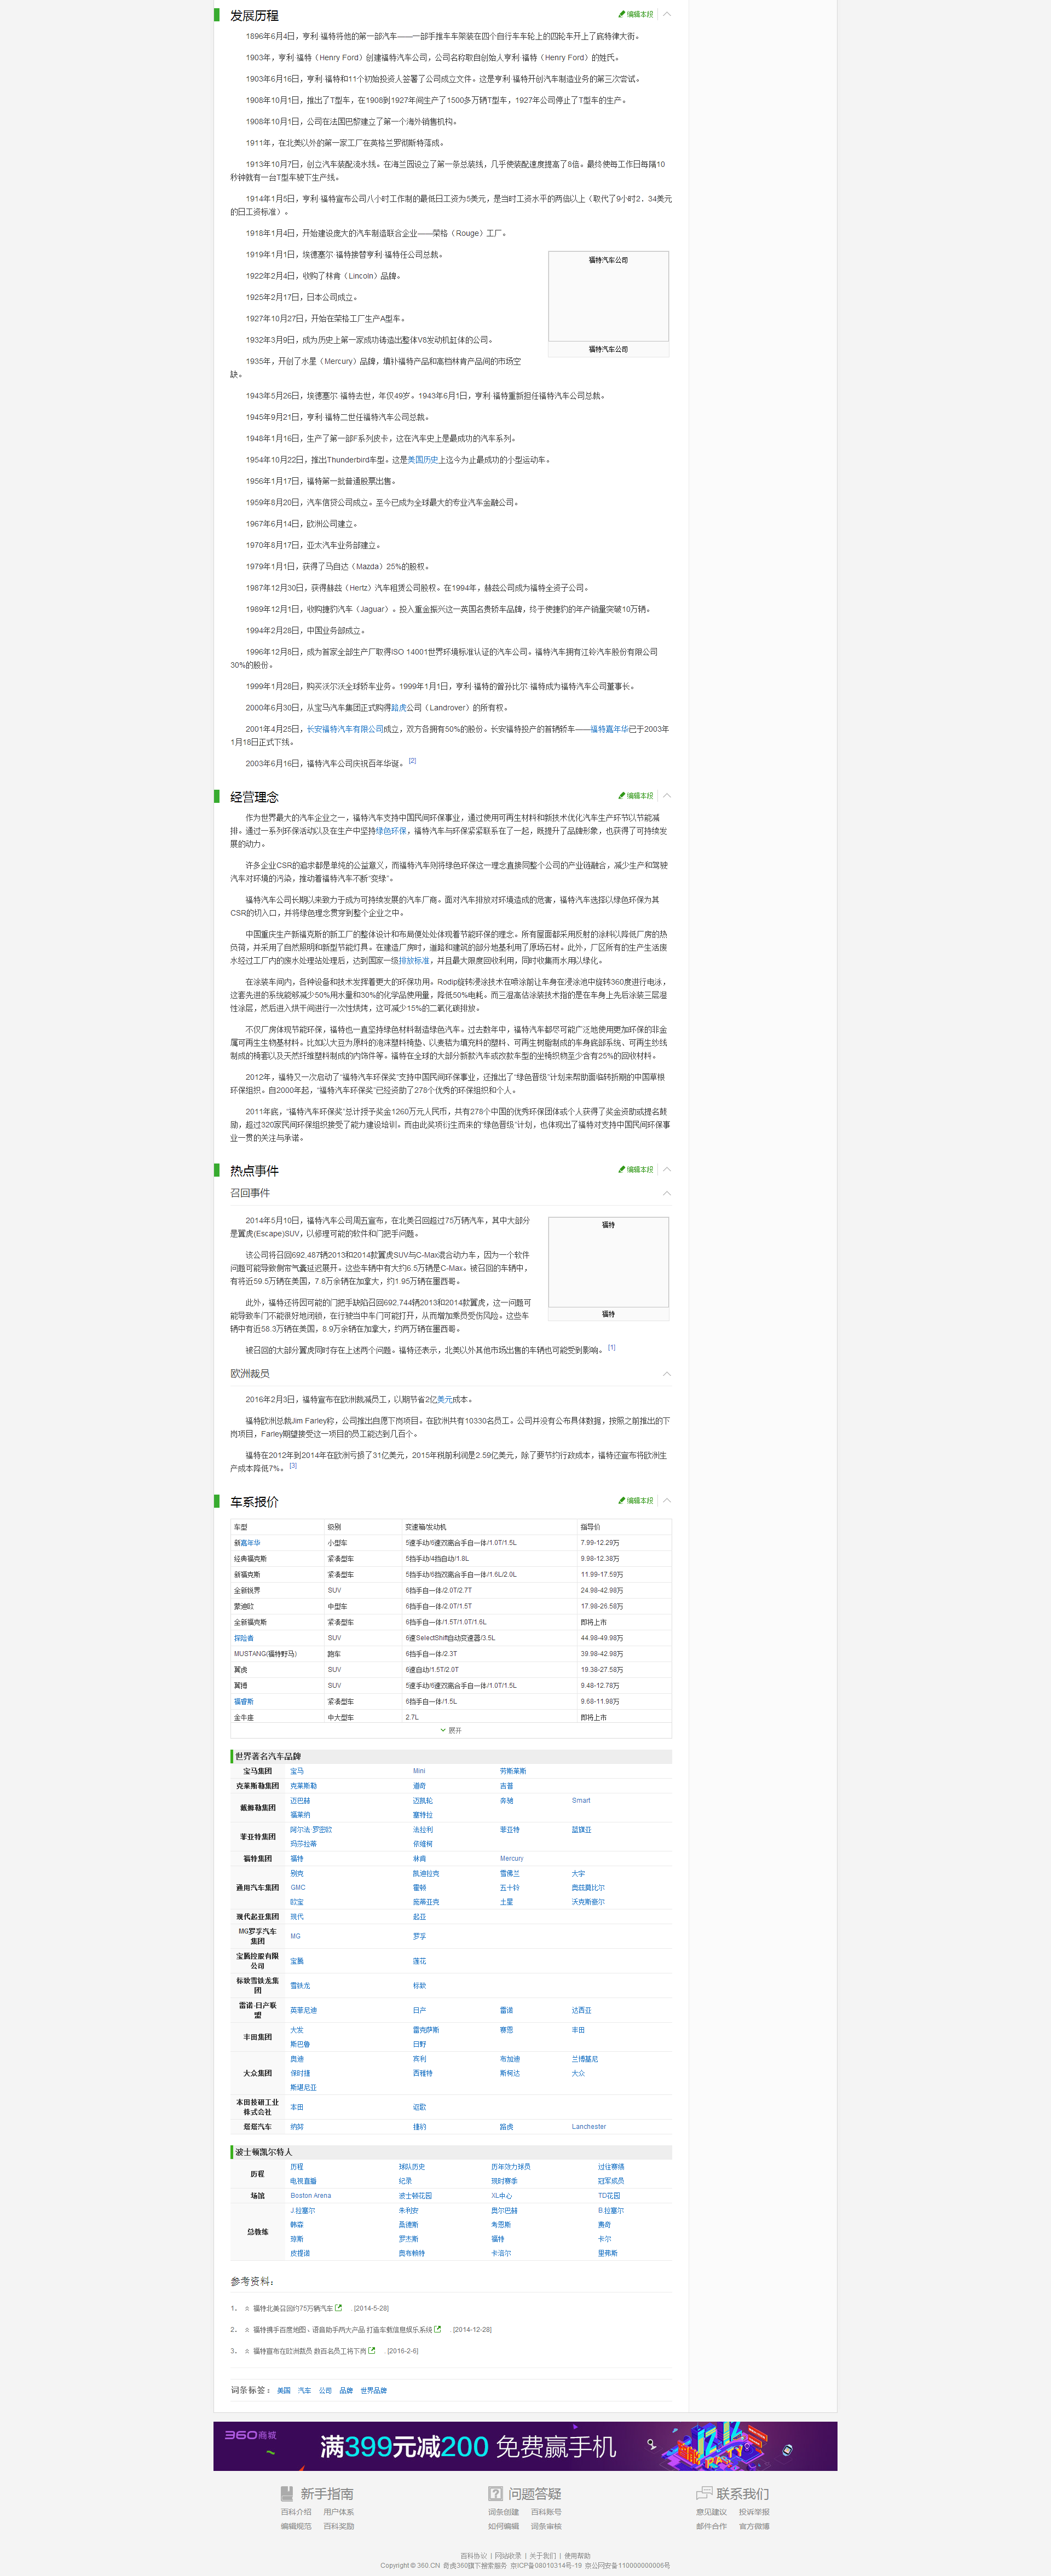 发展历程
编辑本段
1896年6月4日，亨利·福特将他的第一部汽车——一部手推车车架装在四个自行车车轮上的四轮车开上了底特律大街。
1903年，亨利·福特（Henry Ford）创建福特汽车公司，公司名称取自创始人亨利·福特（Henry Ford）的姓氏。
1903年6月16日，亨利·福特和11个初始投资人签署了公司成立文件。这是亨利·福特开创汽车制造业务的第三次尝试。
1908年10月1日，推出了T型车，在1908到1927年间生产了1500多万辆T型车，1927年公司停止了T型车的生产。
1908年10月1日，公司在法国巴黎建立了第一个海外销售机构。
1911年，在北美以外的第一家工厂在英格兰罗彻斯特落成。
1913年10月7日，创立汽车装配流水线。在海兰园设立了第一条总装线，几乎使装配速度提高了8倍。最终使每工作日每隔10
秒钟就有一台T型车驶下生产线。
1914年1月5日，亨利·福特宣布公司八小时工作制的最低日工资为5美元，是当时工资水平的两倍以上（取代了9小时2．34美元
的日工资标准）。
1918年1月4日，开始建设庞大的汽车制造联合企业——荣格（Rouge）工厂。
1919年1月1日，埃德塞尔·福特接替亨利·福特任公司总裁。
福特汽车公司
1922年2月4日，收购了林肯（Lincoln）品牌。
1925年2月17日，日本公司成立。
1927年10月27日，开始在荣格工厂生产A型车。
1932年3月9日，成为历史上第一家成功铸造出整体V8发动机缸体的公司。
福特汽车公司
1935年，开创了水星（Mercury）品牌，填补福特产品和高档林肯产品间的市场空
缺。
1943年5月26日，埃德塞尔·福特去世，年仅49岁。1943年6月1日，亨利·福特重新担任福特汽车公司总裁。
1945年9月21日，亨利·福特二世任福特汽车公司总裁。
1948年1月16日，生产了第一部F系列皮卡，这在汽车史上是最成功的汽车系列。
1954年10月22日，推出Thunderbird车型。这是美国历史上迄今为止最成功的小型运动车。
1956年1月17日，福特第一批普通股票出售。
1959年8月20日，汽车信贷公司成立。至今已成为全球最大的专业汽车金融公司。
1967年6月14日，欧洲公司建立。
1970年8月17日，亚太汽车业务部建立。
1979年1月1日，获得了马自达（Mazda）25%的股权。
1987年12月30日，获得赫兹（Hertz）汽车租赁公司股权。在1994年，赫兹公司成为福特全资子公司。
1989年12月1日，收购捷豹汽车（Jaguar）。投入重金振兴这一英国名贵轿车品牌，终于使捷豹的年产销量突破10万辆。
1994年2月28日，中国业务部成立。
1996年12月8日，成为首家全部生产厂取得ISO 14001世界环境标准认证的汽车公司。福特汽车拥有江铃汽车股份有限公司
30%的股份。
1999年1月28日，购买沃尔沃全球轿车业务。1999年1月1日，亨利·福特的曾孙比尔·福特成为福特汽车公司董事长。
2000年6月30日，从宝马汽车集团正式购得路虎公司（Landrover）的所有权。
2001年4月25日，长安福特汽车有限公司成立，双方各拥有50%的股份。长安福特投产的首辆轿车——福特嘉年华已于2003年
1月18日正式下线。
2003年6月16日，福特汽车公司庆祝百年华诞。 [2]
经营理念
编辑本段
作为世界最大的汽车企业之一，福特汽车支持中国民间环保事业，通过使用可再生材料和新技术优化汽车生产环节以节能减
排。通过一系列环保活动以及在生产中坚持绿色环保，福特汽车与环保紧紧联系在了一起，既提升了品牌形象，也获得了可持续发
展的动力。
许多企业CSR的追求都是单纯的公益意义，而福特汽车则将绿色环保这一理念直接同整个公司的产业链融合，减少生产和驾驶
汽车对环境的污染，推动着福特汽车不断“变绿”。
福特汽车公司长期以来致力于成为可持续发展的汽车厂商。面对汽车排放对环境造成的危害，福特汽车选择以绿色环保为其
CSR的切入口，并将绿色理念贯穿到整个企业之中。
中国重庆生产新福克斯的新工厂的整体设计和布局便处处体现着节能环保的理念。所有屋面都采用反射的涂料以降低厂房的热
负荷，并采用了自然照明和新型节能灯具。在建造厂房时，道路和建筑的部分地基利用了原场石材。此外，厂区所有的生产生活废
水经过工厂内的废水处理站处理后，达到国家一级排放标准，并且最大限度回收利用，同时收集雨水用以绿化。
在涂装车间内，各种设备和技术发挥着更大的环保功用。Rodip旋转浸涂技术在喷涂前让车身在浸涂池中旋转360度进行电泳，
这套先进的系统能够减少50%用水量和30%的化学品使用量，降低50%电耗。而三湿高估涂装技术指的是在车身上先后涂装三层湿
性涂层，然后进入烘干间进行一次性烘烤，这可减少15%的二氧化碳排放。
不仅厂房体现节能环保，福特也一直坚持绿色材料制造绿色汽车。过去数年中，福特汽车都尽可能广泛地使用更加环保的非金
属可再生生物基材料。比如以大豆为原料的泡沫塑料椅垫、以麦秸为填充料的塑料、可再生树脂制成的车身底部系统、可再生纱线
制成的椅套以及天然纤维塑料制成的内饰件等。福特在全球的大部分新款汽车或改款车型的坐椅织物至少含有25%的回收材料。
2012年，福特又一次启动了“福特汽车环保奖”支持中国民间环保事业，还推出了“绿色晋级”计划来帮助面临转折期的中国草根
环保组织。自2000年起，“福特汽车环保奖”已经资助了278个优秀的环保组织和个人。
2011年底，“福特汽车环保奖”总计授予奖金1260万元人民币，共有278个中国的优秀环保团体或个人获得了奖金资助或提名鼓
励，超过320家民间环保组织接受了能力建设培训。而由此奖项衍生而来的“绿色晋级”计划，也体现出了福特对支持中国民间环保事
业一贯的关注与承诺。
热点事件
编辑本段
召回事件
2014年5月10日，福特汽车公司周五宣布，在北美召回超过75万辆汽车，其中大部分
是翼虎(Escape)SUV，以修理可能的软件和门把手问题。
福特
该公司将召回692,487辆2013和2014款翼虎SUV与C-Max混合动力车，因为一个软件
问题可能导致侧帘气囊延迟展开。这些车辆中有大约6.5万辆是C-Max。被召回的车辆中，
有将近59.5万辆在美国，7.8万余辆在加拿大，约1.95万辆在墨西哥。
此外，福特还将因可能的门把手缺陷召回692,744辆2013和2014款翼虎，这一问题可
能导致车门不能很好地闭锁，在行驶当中车门可能打开，从而增加乘员受伤风险。这些车
辆中有近58.3万辆在美国，8.9万余辆在加拿大，约两万辆在墨西哥。
福特
被召回的大部分翼虎同时存在上述两个问题。福特还表示，北美以外其他市场出售的车辆也可能受到影响。 [1]
欧洲裁员
2016年2月3日，福特宣布在欧洲裁减员工，以期节省2亿美元成本。
福特欧洲总裁Jim Farley称，公司推出自愿下岗项目。在欧洲共有10330名员工。公司并没有公布具体数据，按照之前推出的下
岗项目，Farley期望接受这一项目的员工能达到几百个。
福特在2012年到2014年在欧洲亏损了31亿美元，2015年税前利润是2.59亿美元，除了要节约行政成本，福特还宣布将欧洲生
产成本降低7%。 [3]
车系报价
编辑本段
车型 级别 变速箱/发动机 指导价
新嘉年华 小型车 5速手动/6速双离合手自一体/1.0T/1.5L 7.99-12.29万
经典福克斯 紧凑型车 5挡手动/4挡自动/1.8L 9.98-12.38万
新福克斯 紧凑型车 5挡手动/6挡双离合手自一体/1.6L/2.0L 11.99-17.59万
全新锐界 SUV 6挡手自一体/2.0T/2.7T 24.98-42.98万
蒙迪欧 中型车 6挡手自一体/2.0T/1.5T 17.98-26.58万
全新福克斯 紧凑型车 6挡手自一体/1.5T/1.0T/1.6L 即将上市
探险者 SUV 6速SelectShift自动变速器/3.5L 44.98-49.98万
MUSTANG(福特野马) 跑车 6挡手自一体/2.3T 39.98-42.98万
翼虎 SUV 6速自动/1.5T/2.0T 19.38-27.58万
翼搏 SUV 5速手动/6速双离合手自一体/1.0T/1.5L 9.48-12.78万
福睿斯 紧凑型车 6挡手自一体/1.5L 9.68-11.98万
金牛座 中大型车 2.7L 即将上市
展开
世界著名汽车品牌
宝马集团 宝马 Mini 劳斯莱斯
克莱斯勒集团 克莱斯勒 道奇 吉普
戴姆勒集团 迈巴赫 迈凯轮 奔驰 Smart
福莱纳 塞特拉
菲亚特集团 阿尔法·罗密欧 法拉利 菲亚特 蓝旗亚
玛莎拉蒂 依维柯
福特集团 福特 林肯 Mercury
通用汽车集团 别克 凯迪拉克 雪佛兰 大宇
GMC 霍顿 五十铃 奥兹莫比尔
欧宝 庞蒂亚克 土星 沃克斯豪尔
现代起亚集团 现代 起亚
MG罗孚汽车
集团 MG 罗孚
宝腾控股有限
公司 宝腾 莲花
标致雪铁龙集
团 雪铁龙 标致
雷诺-日产联
盟 英菲尼迪 日产 雷诺 达西亚
丰田集团 大发 雷克萨斯 赛恩 丰田
斯巴鲁 日野
大众集团 奥迪 宾利 布加迪 兰博基尼
保时捷 西雅特 斯柯达 大众
斯堪尼亚
本田技研工业
株式会社 本田 讴歌
塔塔汽车 纳努 捷豹 路虎 Lanchester
波士顿凯尔特人
历程 历程 球队历史 历年效力球员 过往赛绩
电视直播 纪录 现时赛季 冠军成员
场馆 Boston Arena 波士顿花园 XL中心 TD花园
总教练 J.拉塞尔 朱利安 奥尔巴赫 B.拉塞尔
韩森 桑德斯 考恩斯 赛奇
琼斯 罗杰斯 福特 卡尔
皮提诺 奥布赖特 卡洛尔 里弗斯
参考资料：
1、 福特北美召回约75万辆汽车 . [2014-5-28]
2、 福特携手百度地图、语音助手两大产品 打造车载信息娱乐系统 . [2014-12-28]
3、 福特宣布在欧洲裁员 数百名员工将下岗 . [2016-2-6]
词条标签： 美国 汽车 公司 品牌 世界品牌
360商城
满399元减200 免费赢手机
新手指南 问题答疑 联系我们
百科介绍 用户体系 词条创建 百科账号 意见建议 投诉举报
编辑规范 百科奖励 如何编辑 词条审核 邮件合作 官方微博
百科协议 | 网站收录 | 关于我们 | 使用帮助
Copyright © 360.CN 奇虎360旗下搜索服务 京ICP备08010314号-19 京公网安备110000000006号